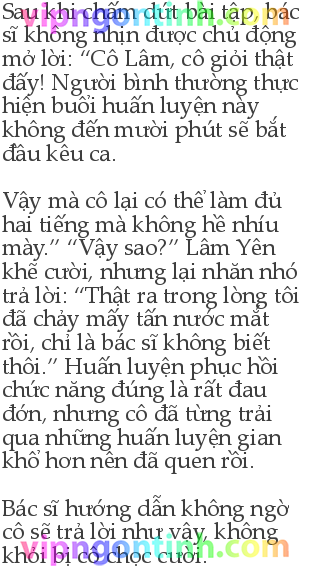 Sau khi chấm dứt bài tập, bác
sĩ không nhịn được chủ động
mở lời: “Cô Lâm, cô giỏi thật
đấy! Người bình thường thực
hiện buổi huấn luyện này
không đến mười phút sẽ bắt
đầu kêu ca.
Vậy mà cô lại có thể làm đủ
hai tiếng mà không hề nhíu
mày.” “Vậy sao?” Lâm Yên
khẽ cười, nhưng lại nhăn nhó
trả lời: “Thật ra trong lòng tôi
đã chảy mấy tấn nước mắt
rồi, chỉ là bác sĩ không biết
thôi.” Huấn luyện phục hồi
chức năng đúng là rất đau
đớn, nhưng cô đã từng trải
qua những huấn luyện gian
khổ hơn nên đã quen rồi.
Bác sĩ hướng dẫn không ngờ
cô sẽ trả lời như vậy, không
khỏi bị cô chọc cười.
vipngontinh.com
vipngontinh.com